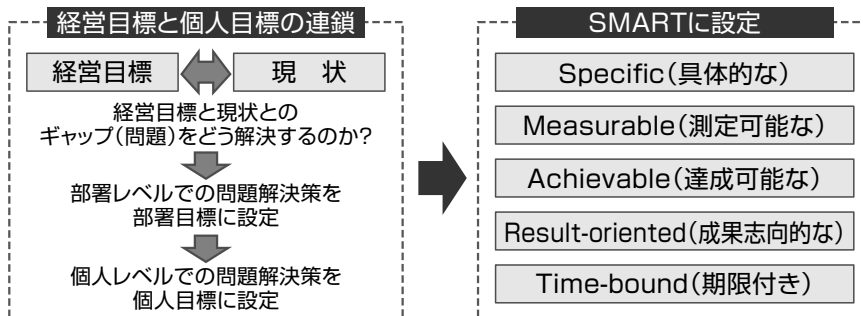 経営目標と個人目標の連鎖
経営目標
現　状
経営目標と現状との
ギャップ(問題)をどう解決するのか?
部署レベルでの問題解決策を
部署目標に設定
個人レベルでの問題解決策を
個人目標に設定
SMARTに設定
Specific(具体的な)
Measurable(測定可能な)
Achievable(達成可能な)
Result-oriented(成果志向的な)
Time-bound(期限付き)